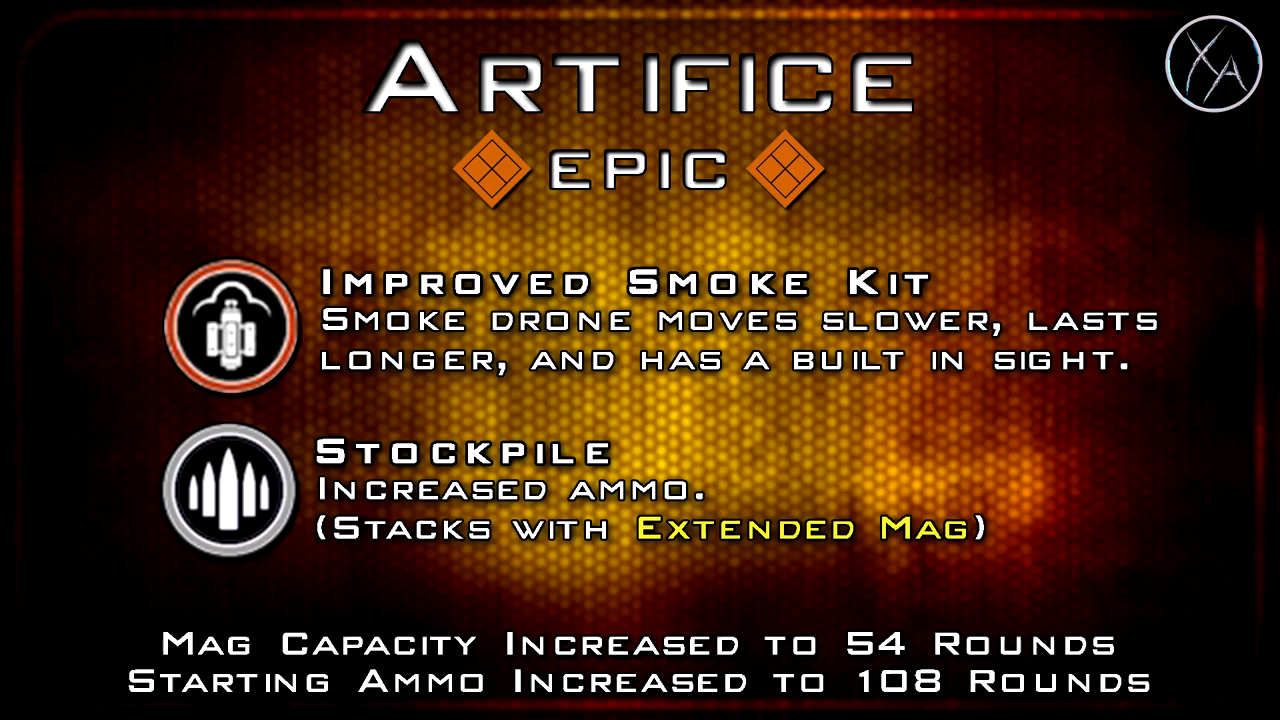 Artifice
XA
Epic
Improved Smoke Kit
Smoke drone moves slower, lasts
longer, and has a built in sight.
Stockpile
Increased ammo.
(Stacks with Extended Mag)
Mag Capacity Increased to 54 Rounds
Starting Ammo Increased to 108 Rounds